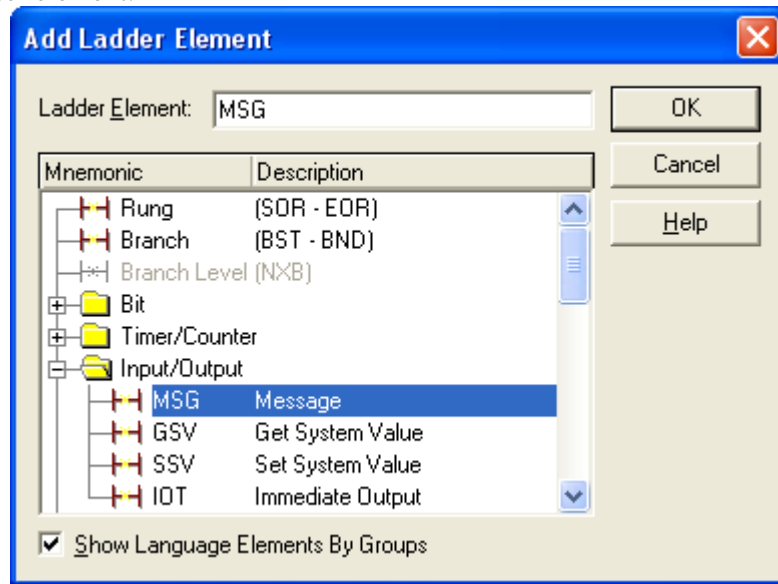 Add Ladder Element
Ladder Element: MSG
OK
Mnemonic Description
Cancel
Rung (SOR - EOR)
Help
Branch (BST - BND)
Branch Level (NXB)
Bit
Timer/Counter
Input/Output
MSG Message
GSV Get System Value
SSV Set System Value
IOT Immediate Output
Show Language Elements By Groups